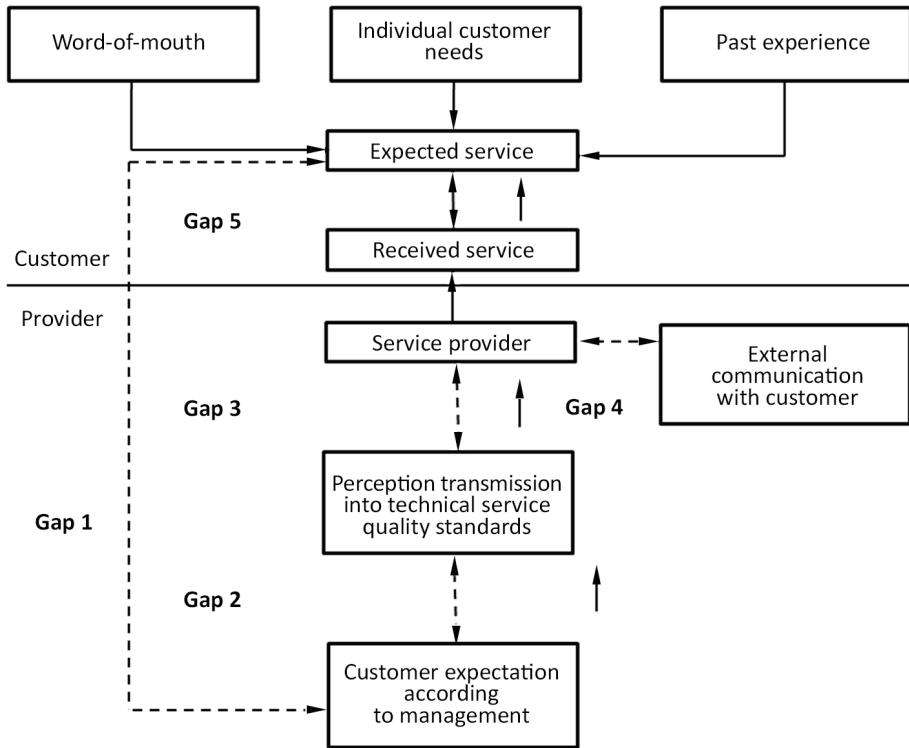 Word-of-mouth
Individual customer
needs
Past experience
Expected service
Gap 5
Received service
Customer
Provider
Service provider
External
communication
with customer
Gap 3
Gap 4
Perception transmission
into technical service
quality standards
Gap 1
Gap 2
Customer expectation
according
to management